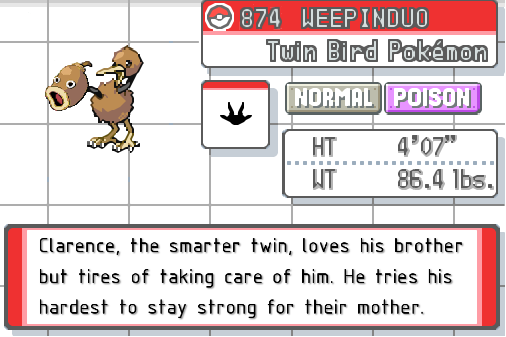 874 WEEPINDUO
Twin Bird Pokémon
NORMAL POISON
HT 4'07"
WT 86.4 lbs.
Clarence, the smarter twin, loves his brother
but tires of taking care of him. He tries his
hardest to stay strong for their mother.